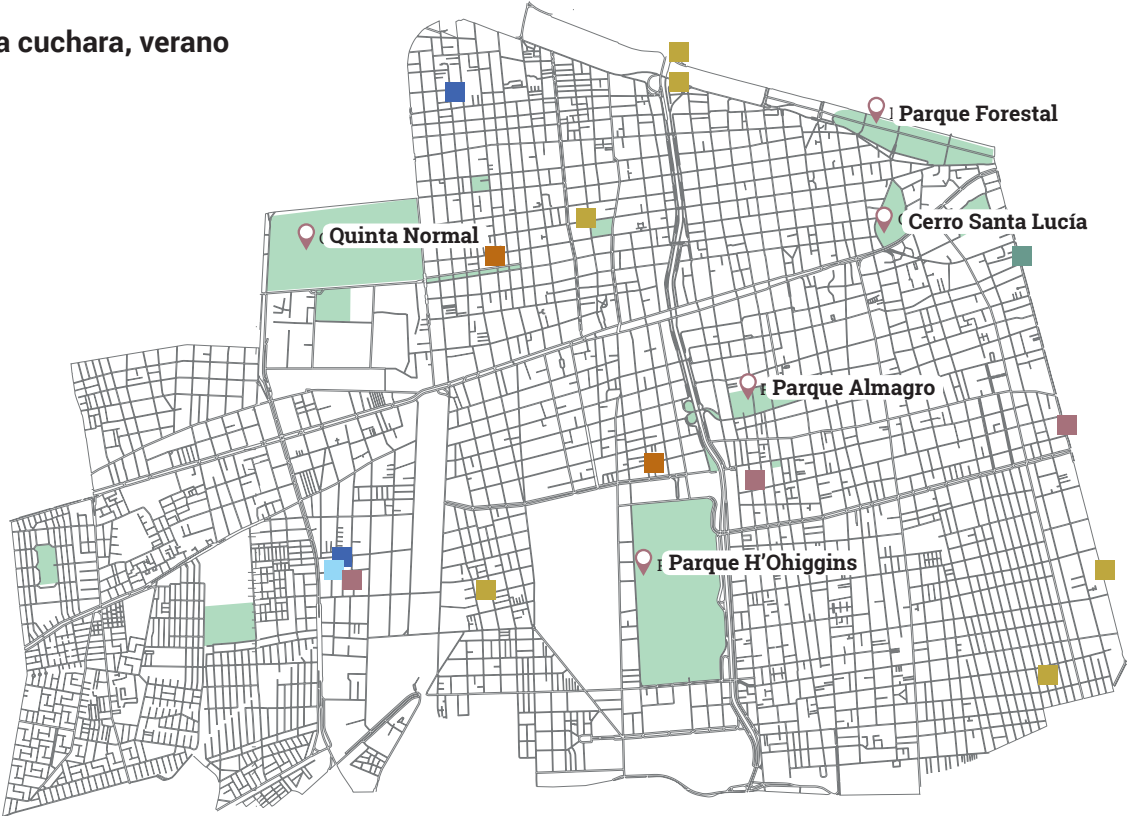 a cuchara, verano
Parque Forestal
Cerro Santa Lucía
Quinta Normal
Parque Almagro
Parque H'Ohiggins